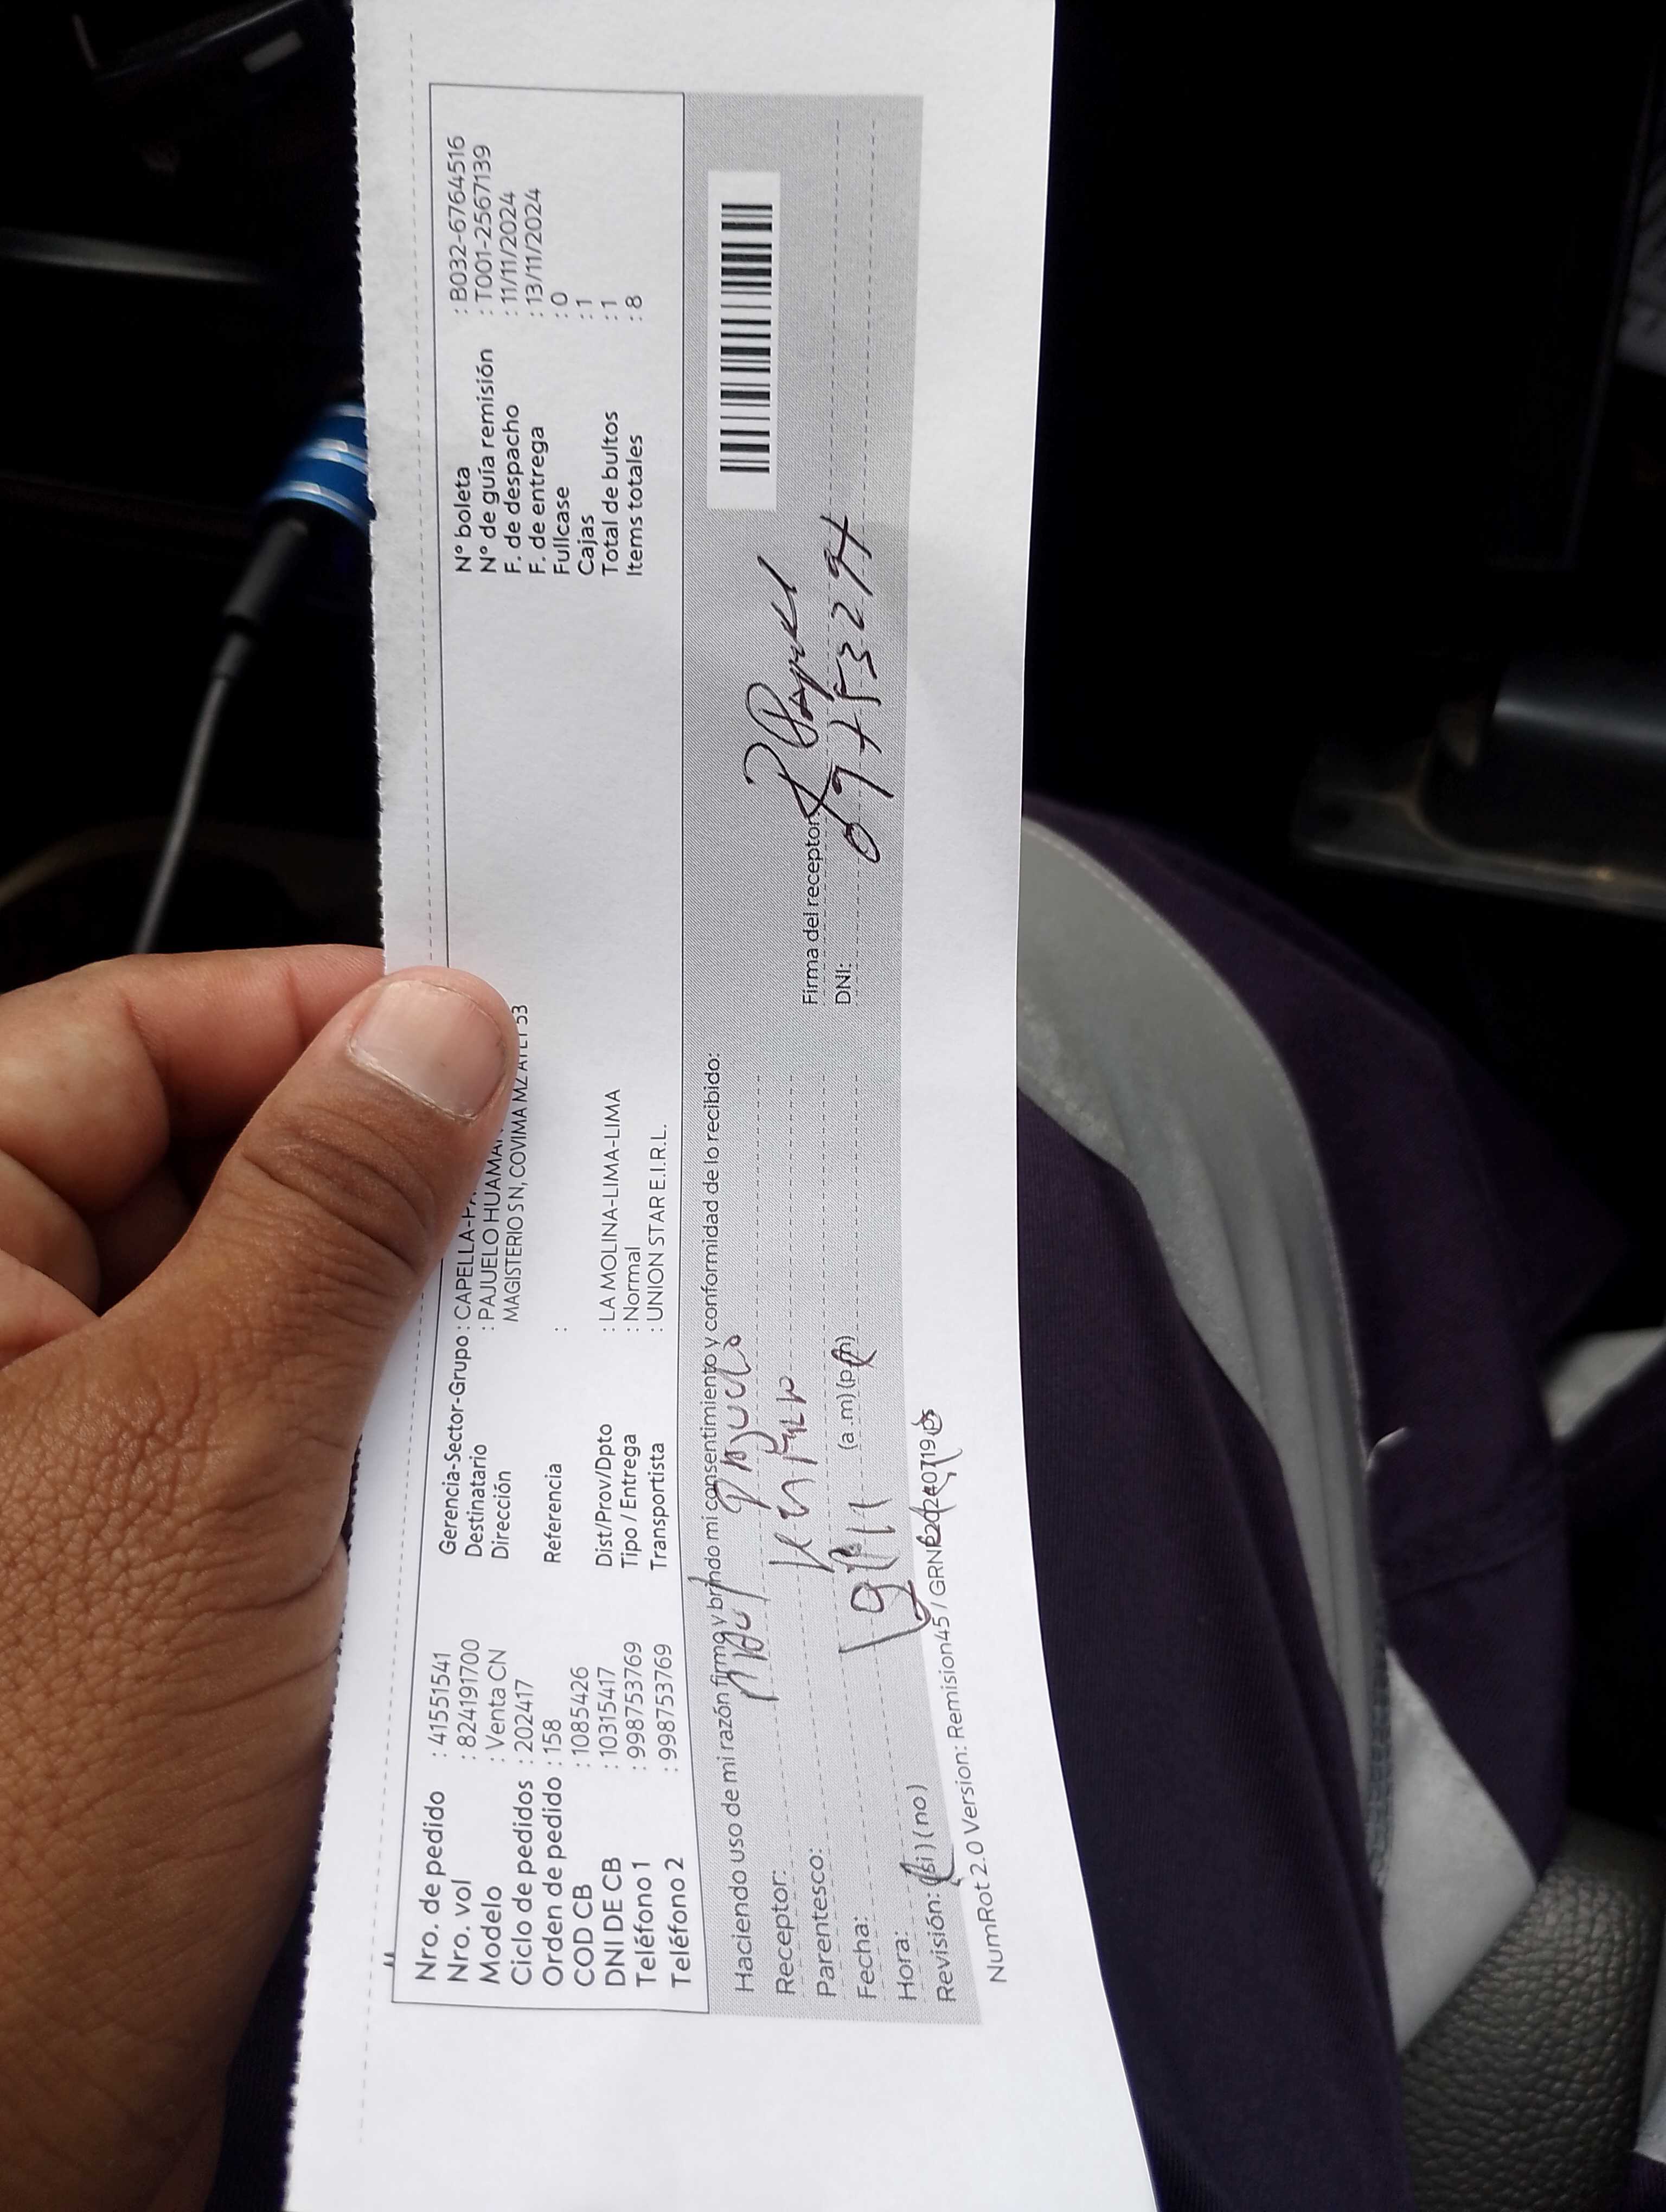 Nro. de pedido : 41551541
Nro. vol : 824191700
Modelo : Venta CN
Ciclo de pedidos : 202417
Orden de pedido : 158
COD CB : 1085426
DNI DE CB : 10315417
Teléfono 1 : 998753769
Teléfono 2 : 998753769
Gerencia-Sector-Grupo : CAPELLA-
Destinatario : PAJUELO
Dirección MAGISTERIO S N, COVIMA MZ 53
Referencia :
Dist/Prov/Dpto : LA MOLINA-LIMA-LIMA
Tipo / Entrega : Normal
Transportista : UNION STAR E.I.R.L.
N° boleta : B032-6764516
N° de guía remisión : T001-2567139
F. de despacho : 11/11/2024
F. de entrega : 13/11/2024
Fullcase : 0
Cajas : 1
Total de bultos : 1
Items totales : 8
Haciendo uso de mi razón firmo y brindo mi consentimiento y conformidad de lo recibido:
Receptor:
Parentesco:
Fecha:
Hora: (a.m) (p.m)
Revisión: (si) (no)
Firma del receptor:
DNI:
NumRot 2.0 Version: Remision45 / GRNR20240719